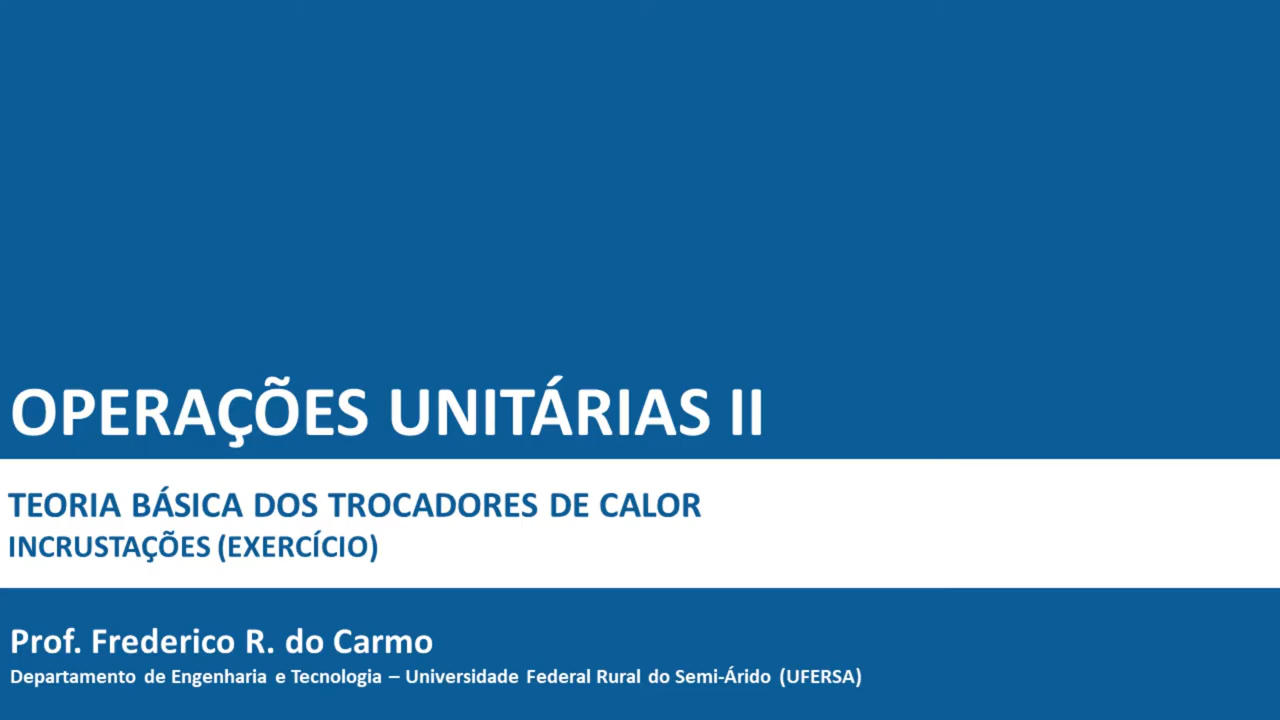 OPERAÇÕES UNITÁRIAS II
TEORIA BÁSICA DOS TROCADORES DE CALOR
INCRUSTAÇÕES (EXERCÍCIO)
Prof. Frederico R. do Carmo
Departamento de Engenharia e Tecnologia – Universidade Federal Rural do Semi-Árido (UFERSA)